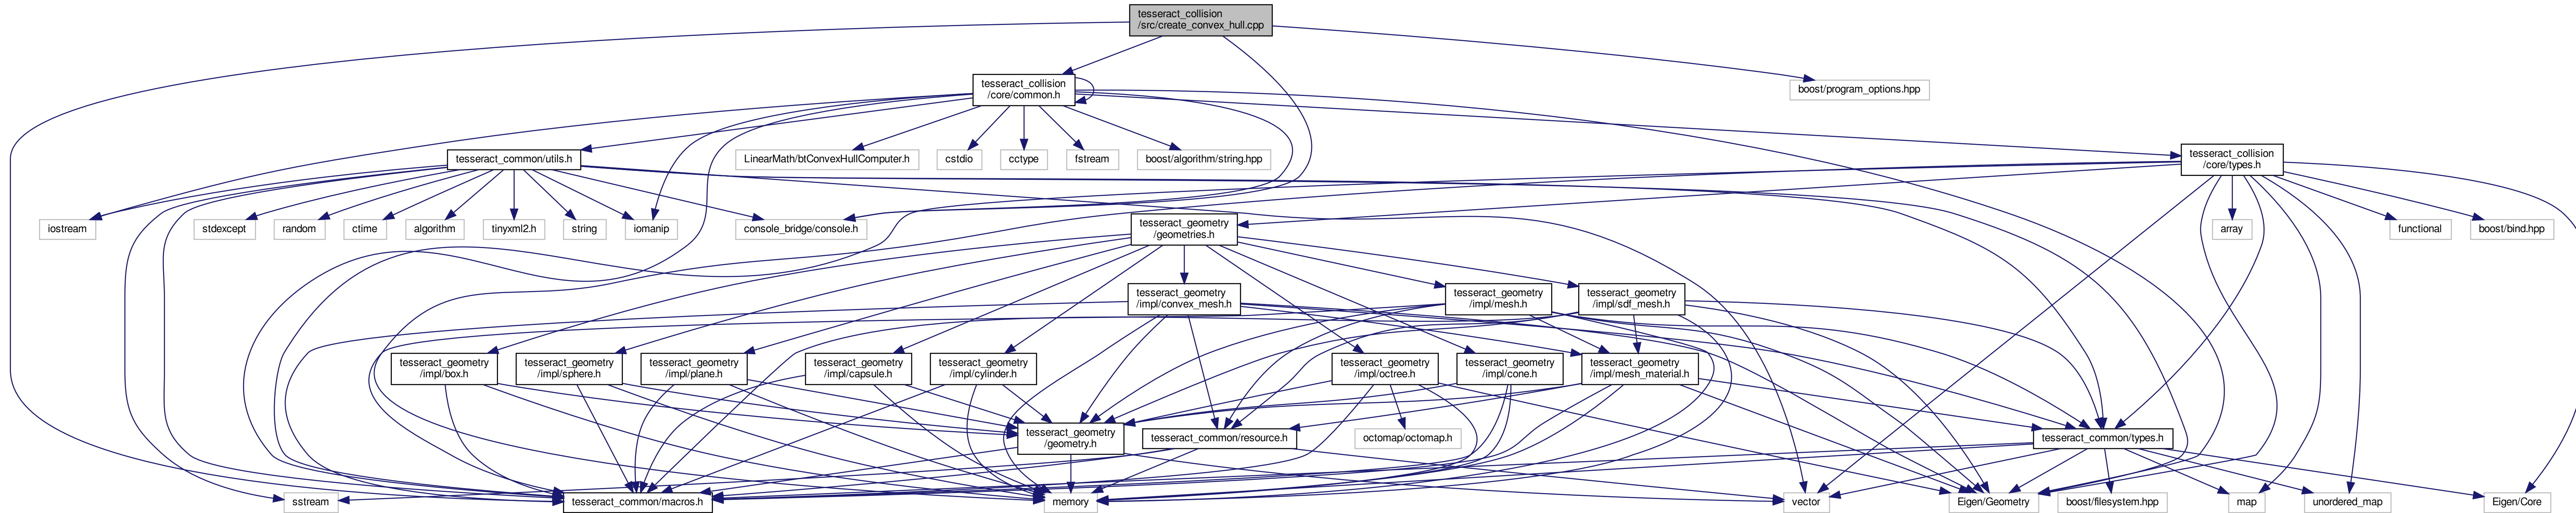 tesseract_collision
/src/create_convex_hull.cpp
tesseract_collision
/core/common.h
boost/program_options.hpp
tesseract_common/utils.h
LinearMath/btConvexHullComputer.h
cstdio
cctype
fstream
boost/algorithm/string.hpp
tesseract_collision
/core/types.h
iostream
stdexcept
random
ctime
algorithm
tinyxml2.h
string
iomanip
console_bridge/console.h
tesseract_geometry
/geometries.h
array
functional
boost/bind.hpp
tesseract_geometry
/impl/convex_mesh.h
tesseract_geometry
/impl/mesh.h
tesseract_geometry
/impl/sdf_mesh.h
tesseract_geometry
/impl/box.h
tesseract_geometry
/impl/sphere.h
tesseract_geometry
/impl/plane.h
tesseract_geometry
/impl/capsule.h
tesseract_geometry
/impl/cylinder.h
tesseract_geometry
/impl/octree.h
tesseract_geometry
/impl/cone.h
tesseract_geometry
/impl/mesh_material.h
tesseract_geometry
/geometry.h
tesseract_common/resource.h
octomap/octomap.h
tesseract_common/types.h
sstream
tesseract_common/macros.h
memory
vector
Eigen/Geometry
boost/filesystem.hpp
map
unordered_map
Eigen/Core